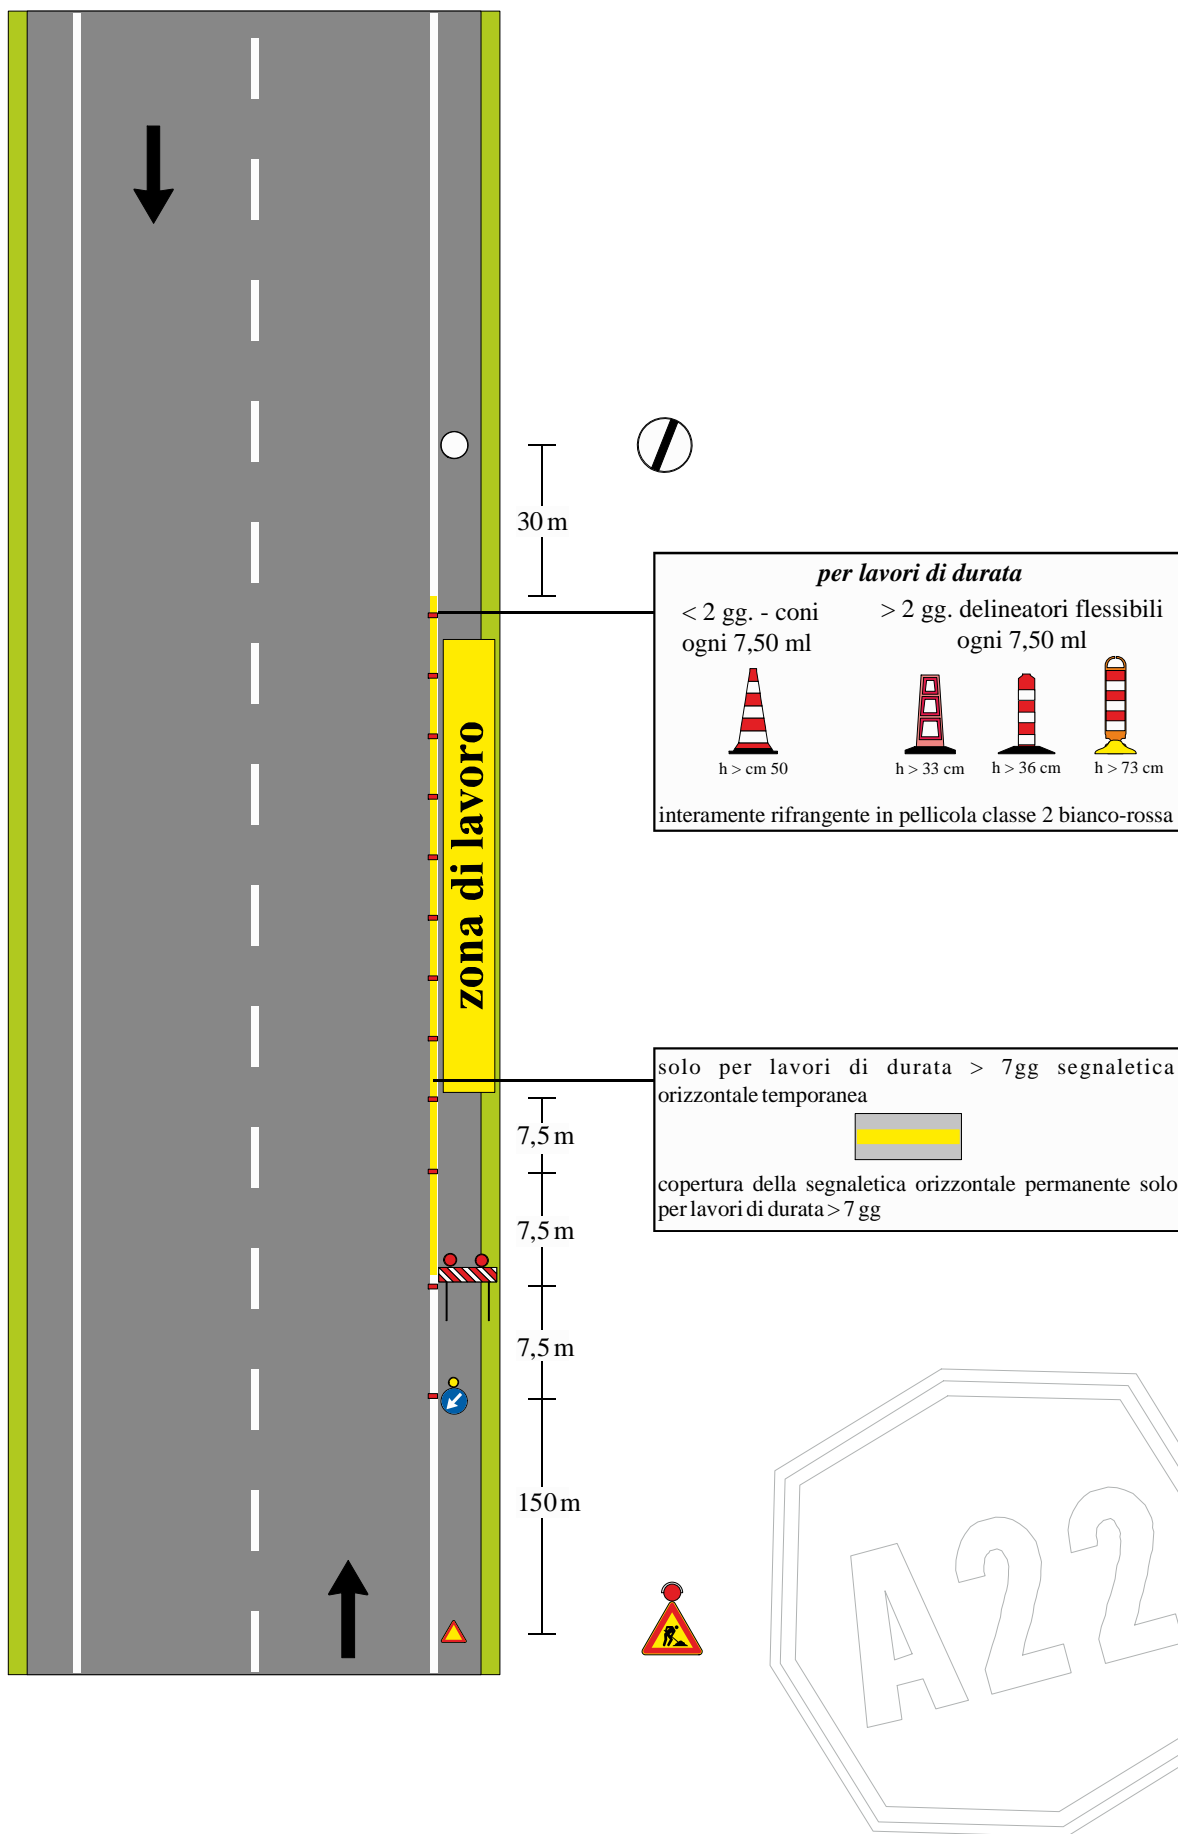 30 m
per lavori di durata
< 2 gg. - coni
ogni 7,50 ml
> 2 gg. delineatori flessibili
ogni 7,50 ml
h > cm 50
h > 33 cm
h > 36 cm
h > 73 cm
interamente rifrangente in pellicola classe 2 bianco-rossa
zona di lavoro
solo per lavori di durata > 7gg segnaletica
orizzontale temporanea
copertura della segnaletica orizzontale permanente solo
per lavori di durata > 7 gg
7,5 m
7,5 m
7,5 m
150 m
A22